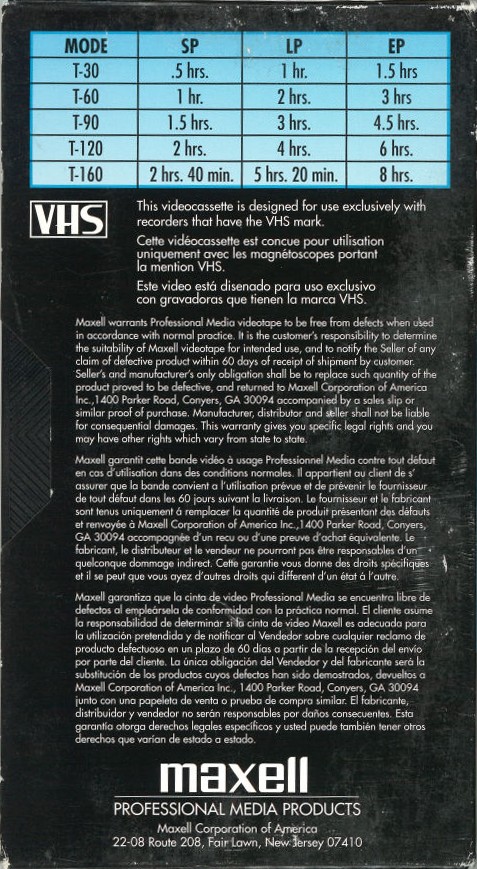 MODE SP LP EP
T-30 .5 hrs. 1 hr. 1.5 hrs
T-60 1 hr. 2 hrs. 3 hrs
T-90 1.5 hrs. 3 hrs. 4.5 hrs.
T-120 2 hrs. 4 hrs. 6 hrs.
T-160 2 hrs. 40 min. 5 hrs. 20 min. 8 hrs.
VHS
This videocassette is designed for use exclusively with
recorders that have the VHS mark.
Cette vidéocassette est concue pour utilisation
uniquement avec les magnétoscopes portant
la mention VHS.
Este video está disenado para uso exclusivo
con gravadoras que tienen la marca VHS.
Maxell warrants Professional Media videotape to be free from defects when used
in accordance with normal practice. It is the customer's responsibility to determine
the suitability of Maxell videotape for intended use, and to notify the Seller of any
claim of defective product within 60 days of receipt of shipment by customer.
Seller's and manufacturer's only obligation shall be to replace such quantity of the
product proved to be defective, and returned to Maxell Corporation of America
Inc.,1400 Parker Road, Conyers, GA 30094 accompanied by a sales slip or
similar proof of purchase. Manufacturer, distributor and seller shall not be liable
for consequential damages. This warranty gives you specific legal rights and you
may have other rights which vary from state to state.
Maxell garantit cette bande vidéo à usage Professionnel Media contre tout défaut
en cas d'utilisation dans des conditions normales. Il appartient au client de s'
assurer que la bande convient a l'utilisation prévue et de prévenir le fournisseur
de tout défaut dans les 60 jours suivant la livraison. Le fournisseur et le fabricant
sont tenus uniquement á remplacer la quantité de produit présentant des défauts
et renvoyée à Maxell Corporation of America Inc.,1400 Parker Road, Conyers,
GA 30094 accompagnée d'un recu ou d'une preuve d'achat équivalente. Le
fabricant, le distributeur et le vendeur ne pourront pas être responsables d'un
quelconque dommage indirect. Cette garantie vous donne des droits spécifiques
et il se peut que vous ayez d'autres droits qui different d'un état á l'autre.
Maxell garantiza que la cinta de video Professional Media se encuentra libre de
defectos al empleársela de conformidad con la práctica normal. El cliente asume
la responsabilidad de determinar si la cinta de video Maxell es adecuada para
la utilización pretendida y de notificar al Vendedor sobre cualquier reclamo de
producto defectuoso en un plazo de 60 días a partir de la recepción del envío
por parte del cliente. La única obligación del Vendedor y del fabricante será la
substitución de los productos cuyos defectos han sido demostrados, devueltos a
Maxell Corporation of America Inc., 1400 Parker Road, Conyers, GA 30094
junto con una papeleta de venta o prueba de compra similar. El fabricante,
distribuidor y vendedor no serán responsables por daños consecuentes. Esta
garantía otorga derechos legales específicos y usted puede también tener otros
derechos que varían de estado a estado.
maxell
PROFESSIONAL MEDIA PRODUCTS
Maxell Corporation of America
22-08 Route 208, Fair Lawn, New Jersey 07410